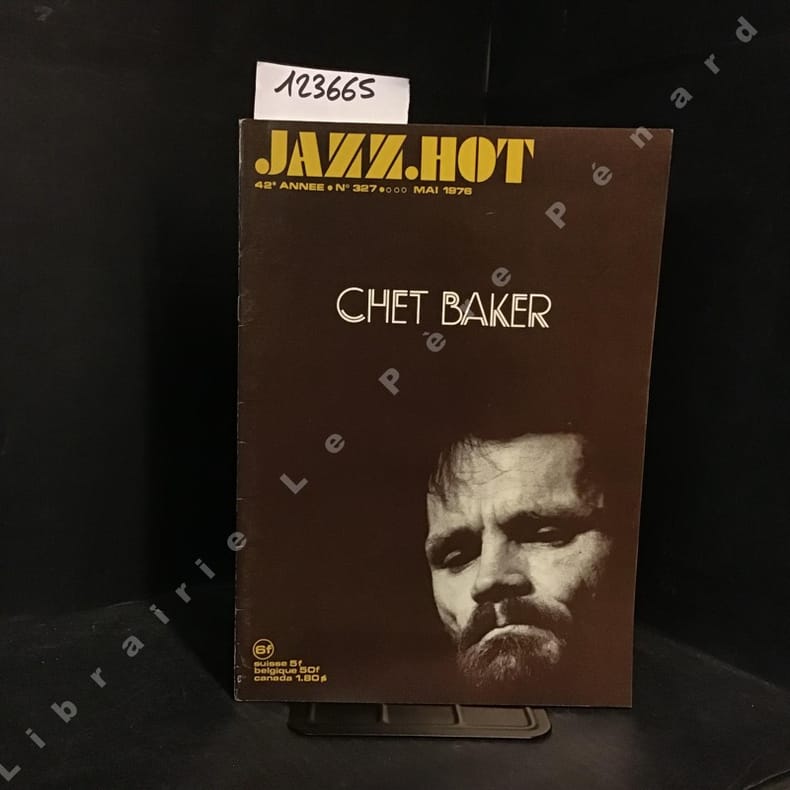 123665
JAZZ.HOT
42e ANNEE • N° 327 •○○○ MAI 1976
CHET BAKER
6f
suisse 5f
belgique 50f
canada 1.80 $
Librairie Le Père Pénard